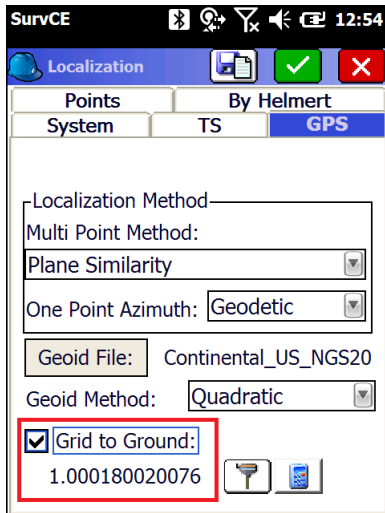 SurvCE 12:54
Localization
Points By Helmert
System TS GPS
Localization Method
Multi Point Method:
Plane Similarity
One Point Azimuth: Geodetic
Geoid File: Continental_US_NGS20
Geoid Method: Quadratic
Grid to Ground:
1.000180020076